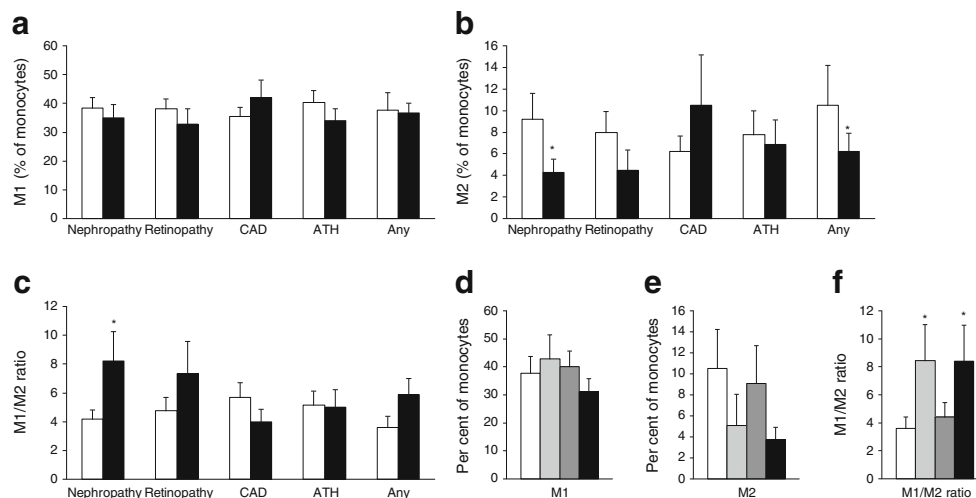 a
M1 (% of monocytes)
60
50
40
30
20
10
0
Nephropathy Retinopathy CAD ATH Any
b
M2 (% of monocytes)
16
14
12
10
8
6
4
2
0
*
*
Nephropathy Retinopathy CAD ATH Any
c
M1/M2 ratio
12
10
8
6
4
2
0
*
Nephropathy Retinopathy CAD ATH Any
d
Per cent of monocytes
60
50
40
30
20
10
0
M1
e
Per cent of monocytes
16
14
12
10
8
6
4
2
0
M2
f
M1/M2 ratio
12
10
8
6
4
2
0
*
*
M1/M2 ratio